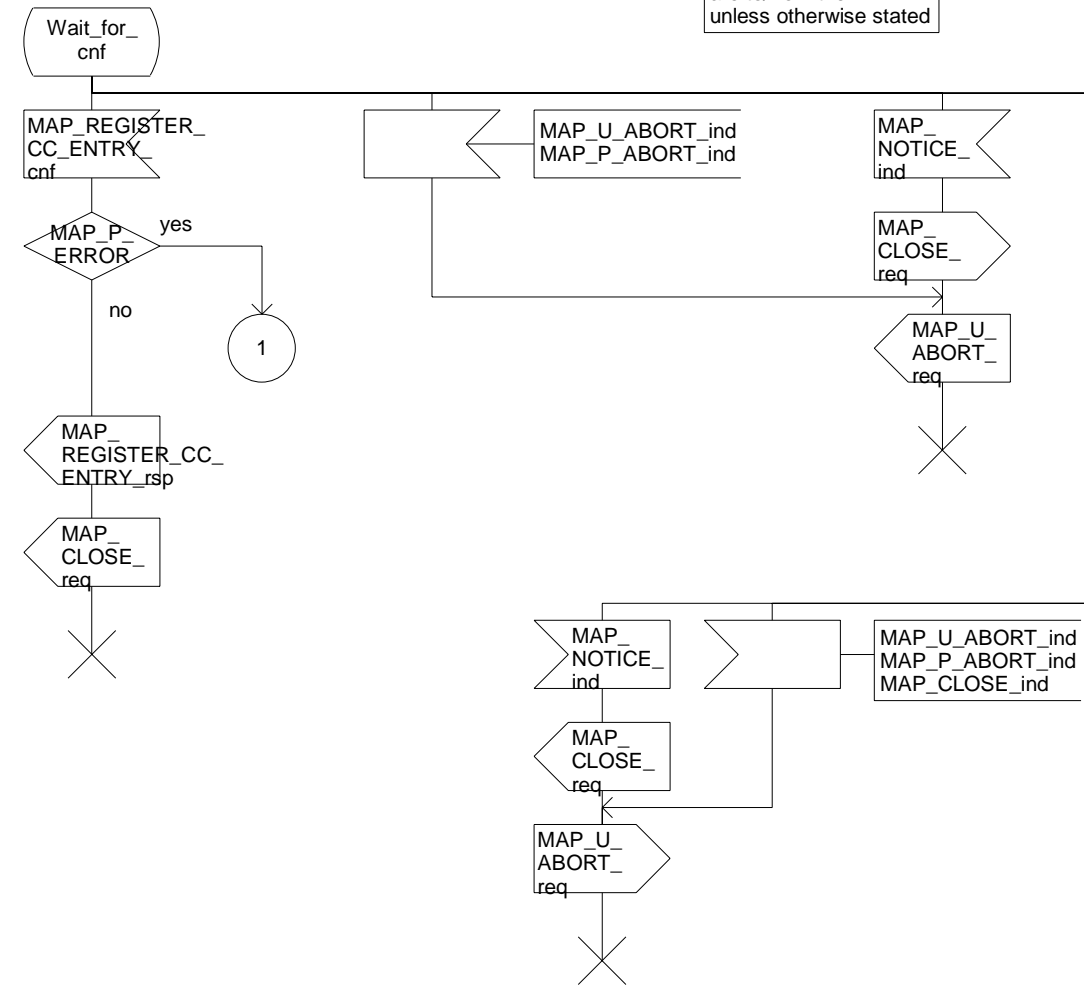 unless otherwise stated
Wait_for_
cnf
MAP_REGISTER_
CC_ENTRY_
cnf
MAP_U_ABORT_ind
MAP_P_ABORT_ind
MAP_
NOTICE_
ind
MAP_P_
ERROR
yes
no
1
MAP_
CLOSE_
req
MAP_U_
ABORT_
req
MAP_
REGISTER_CC_
ENTRY_rsp
MAP_
CLOSE_
req
MAP_
NOTICE_
ind
MAP_U_ABORT_ind
MAP_P_ABORT_ind
MAP_CLOSE_ind
MAP_
CLOSE_
req
MAP_U_
ABORT_
req